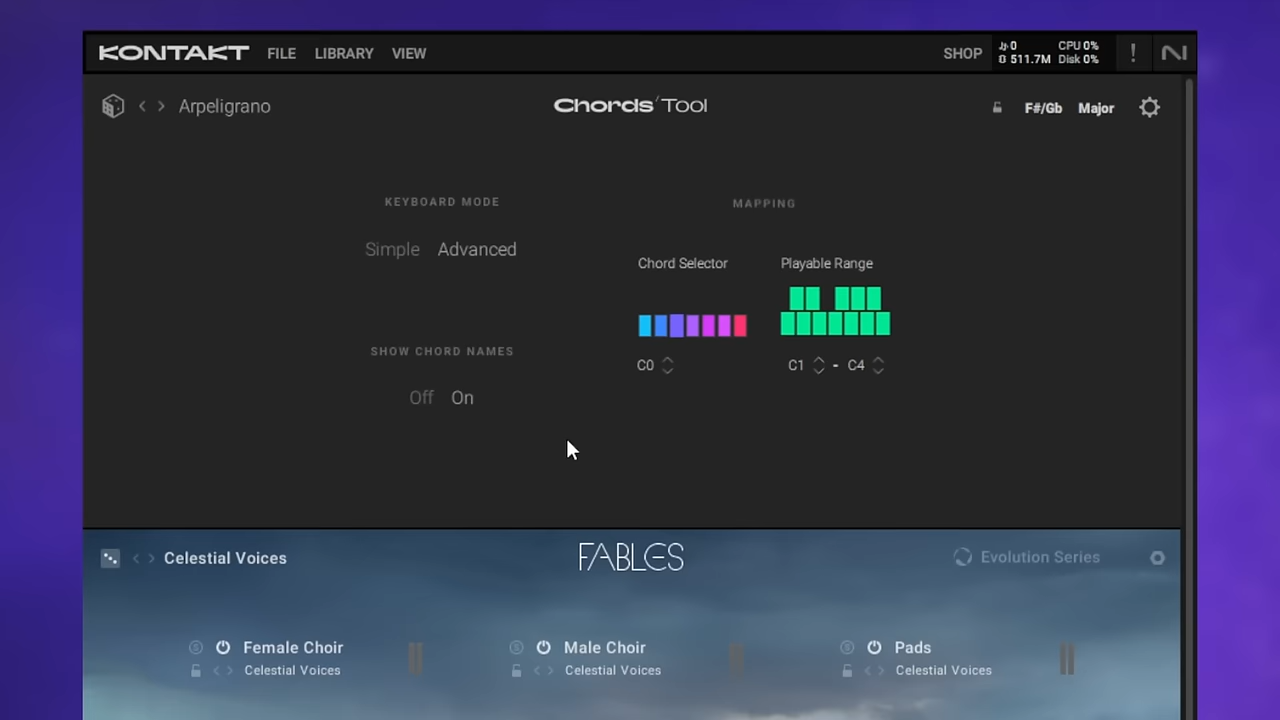 KONTAKT FILE LIBRARY VIEW SHOP 0 CPU 0%
511.7M Disk 0% !
Arpeligrano Chords Tool F#/Gb Major
KEYBOARD MODE MAPPING
Simple Advanced
Chord Selector Playable Range
SHOW CHORD NAMES
C0 C1 - C4
Off On
Celestial Voices FABLES Evolution Series
S Female Choir S Male Choir S Pads
Celestial Voices Celestial Voices Celestial Voices